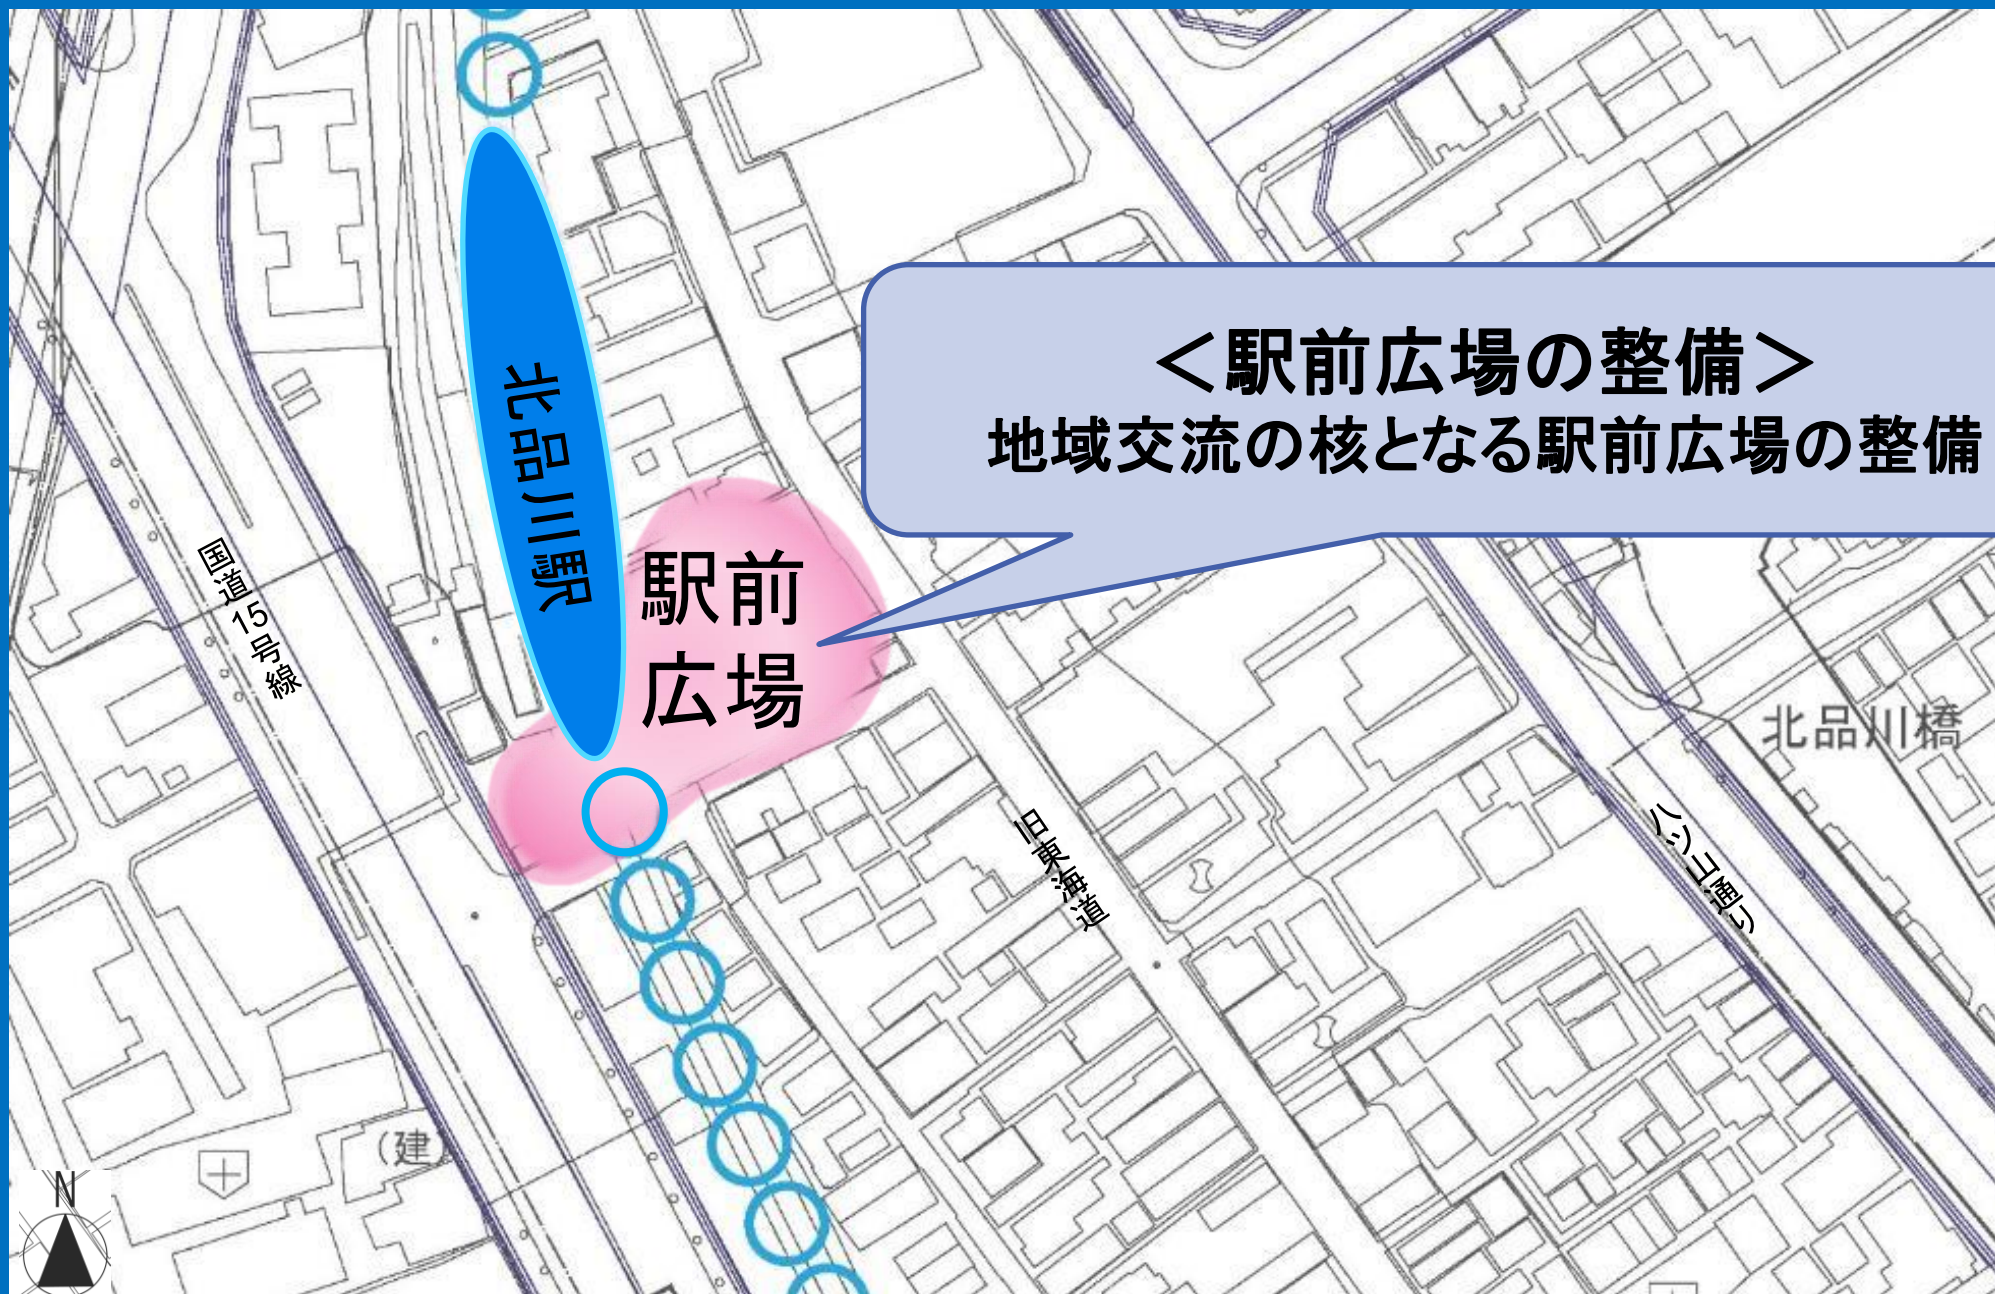 ＜駅前広場の整備＞
地域交流の核となる駅前広場の整備
北品川駅
駅前
広場
国道15号線
旧東海道
八ツ山通り
北品川橋
(建)
N